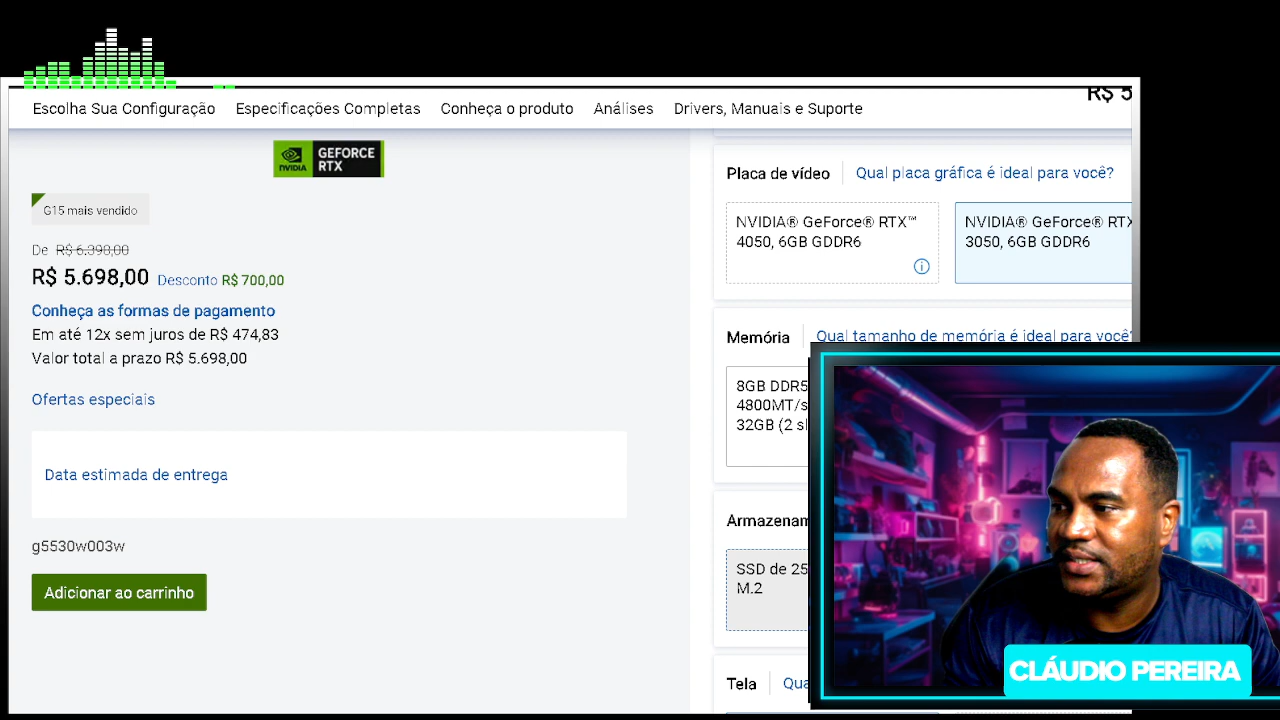 R$ 5
Escolha Sua Configuração Especificações Completas Conheça o produto Análises Drivers, Manuais e Suporte
NVIDIA
GEFORCE
RTX
G15 mais vendido
De R$ 6.398,00
R$ 5.698,00 Desconto R$ 700,00
Conheça as formas de pagamento
Em até 12x sem juros de R$ 474,83
Valor total a prazo R$ 5.698,00
Ofertas especiais
Data estimada de entrega
g5530w003w
Adicionar ao carrinho
Placa de vídeo Qual placa gráfica é ideal para você?
NVIDIA® GeForce® RTX™
4050, 6GB GDDR6
NVIDIA® GeForce® RTX
3050, 6GB GDDR6
Memória Qual tamanho de memória é ideal para você?
8GB DDR5
4800MT/s
32GB (2 sl
Armazenam
SSD de 25
M.2
Tela Qua
CLÁUDIO PEREIRA